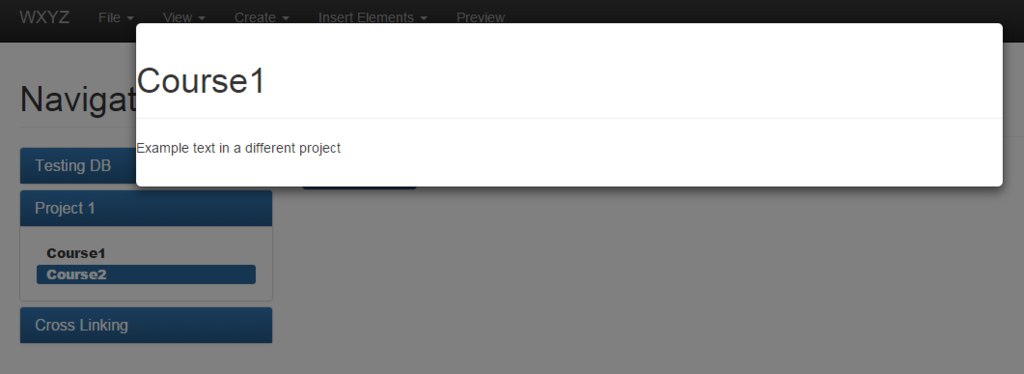 WXYZ File View Create Insert Elements Preview
Course1
Navigat
Example text in a different project
Testing DB
Project 1
Course1
Course2
Cross Linking